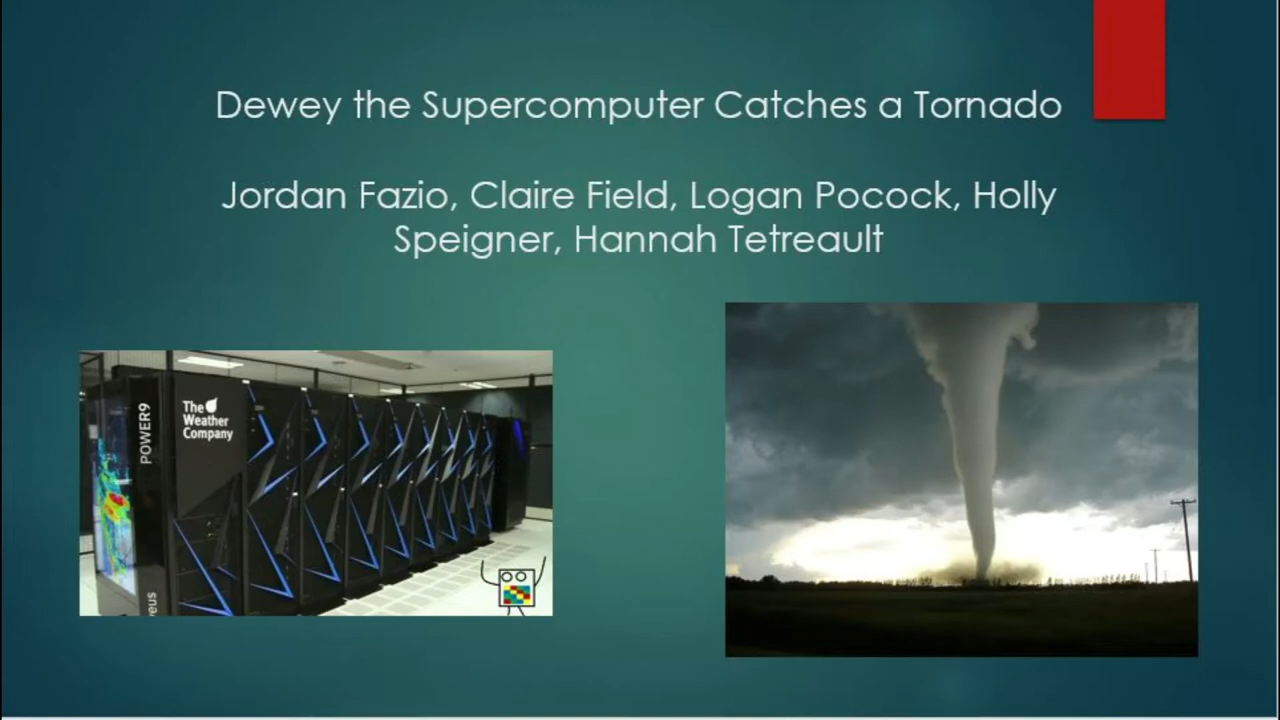 Dewey the Supercomputer Catches a Tornado
Jordan Fazio, Claire Field, Logan Pocock, Holly
Speigner, Hannah Tetreault
POWER9
The
Weather
Company
eus